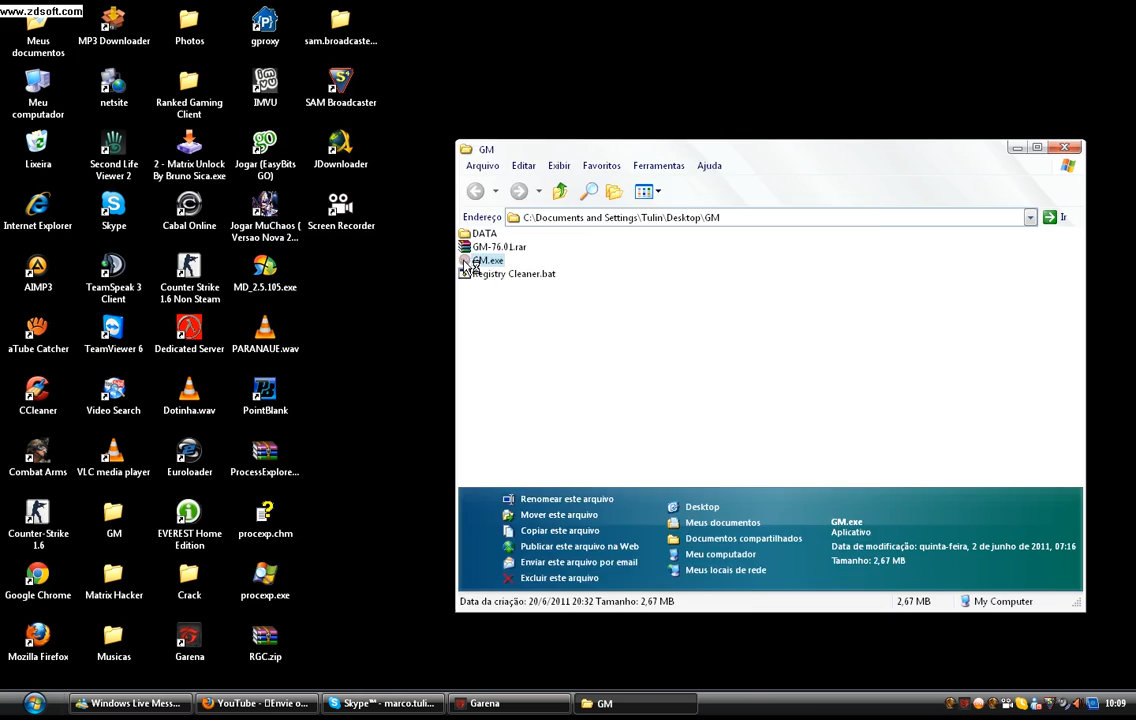 www.zdsoft.com
Meus
documentos
MP3 Downloader
Photos
gproxy
sam.broadcaste...
Meu
computador
netsite
Ranked Gaming
Client
IMVU
SAM Broadcaster
Lixeira
Second Life
Viewer 2
2 - Matrix Unlock
By Bruno Sica.exe
Jogar (EasyBits
GO)
JDownloader
Internet Explorer
Skype
Cabal Online
Jogar MuChaos (
Versao Nova 2...
Screen Recorder
AIMP3
TeamSpeak 3
Client
Counter Strike
1.6 Non Steam
MD_2.5.105.exe
aTube Catcher
TeamViewer 6
Dedicated Server
PARANAUE.wav
CCleaner
Video Search
Dotinha.wav
PointBlank
Combat Arms
VLC media player
Euroloader
ProcessExplore...
Counter-Strike
1.6
GM
EVEREST Home
Edition
procexp.chm
Google Chrome
Matrix Hacker
Crack
procexp.exe
Mozilla Firefox
Musicas
Garena
RGC.zip
GM
Arquivo Editar Exibir Favoritos Ferramentas Ajuda
Endereço C:\Documents and Settings\Tulin\Desktop\GM Ir
DATA
GM-76.01.rar
GM.exe
Registry Cleaner.bat
Renomear este arquivo
Mover este arquivo
Copiar este arquivo
Publicar este arquivo na Web
Enviar este arquivo por email
Excluir este arquivo
Desktop
Meus documentos
Documentos compartilhados
Meu computador
Meus locais de rede
GM.exe
Aplicativo
Data de modificação: quinta-feira, 2 de junho de 2011, 07:16
Tamanho: 2,67 MB
Data da criação: 20/6/2011 20:32 Tamanho: 2,67 MB 2,67 MB My Computer
Windows Live Mess... YouTube - Envie o... Skype™ - marco.tuli... Garena GM 10:09